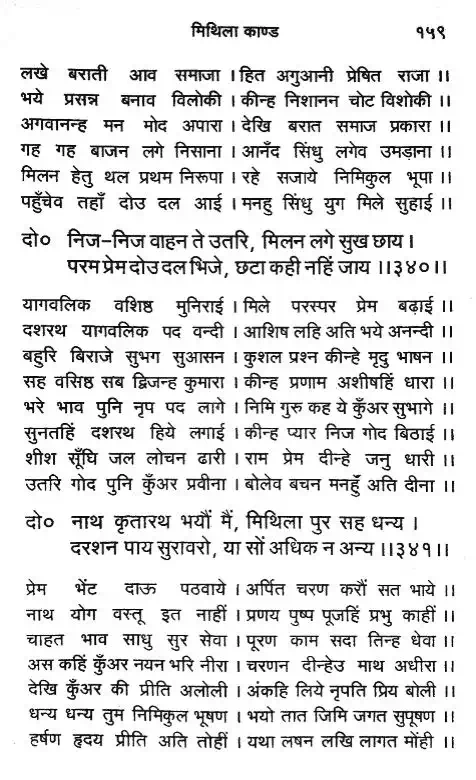 मिथिला काण्ड १५९
लखे बराती आव समाजा । हित अगुआनी प्रेषित राजा ।।
भये प्रसन्न बनाव विलोकी । कीन्ह निशानन चोट विशोकी ।।
अगवानन्ह मन मोद अपारा । देखि बरात समाज प्रकारा ।।
गह गह बाजन लगे निसाना । आनँद सिंधु लगेव उमड़ाना ।।
मिलन हेतु थल प्रथम निरूपा । रहे सजाये निमिकुल भूपा ।।
पहुँचेव तहाँ दोउ दल आई । मनहु सिंधु युग मिले सुहाई ।।
दो० निज-निज वाहन ते उतरि, मिलन लगे सुख छाय ।
परम प्रेम दोउ दल भिजे, छटा कही नहिं जाय ।।३४०।।
यागवलिक वशिष्ठ मुनिराई । मिले परस्पर प्रेम बढ़ाई ।।
दशरथ यागवलिक पद वन्दी । आशिष लहि अति भये अनन्दी ।।
बहुरि बिराजे सुभग सुआसन । कुशल प्रश्न कीन्हे मृदु भाषन ।।
सह वसिष्ठ सब द्विजन्ह कुमारा । कीन्ह प्रणाम अशीषहिं धारा ।।
भरे भाव पुनि नृप पद लागे । निमि गुरु कह ये कुँअर सुभागे ।।
सुनतहिं दशरथ हिये लगाई । कीन्ह प्यार निज गोद बिठाई ।।
शीश सूँघि जल लोचन ढारी । राम प्रेम दीन्हे जनु धारी ।।
उतरि गोद पुनि कुँअर प्रवीना । बोलेव बचन मनहुँ अति दीना ।।
दो० नाथ कृतारथ भयौं मैं, मिथिला पुर सह धन्य ।
दरशन पाय सुरावरो, या सों अधिक न अन्य ।।३४१।।
प्रेम भेंट दाऊ पठवाये । अर्पित चरण करौं सत भाये ।।
नाथ योग वस्तू इत नाहीं । प्रणय पुष्प पूजहिं प्रभु काहीं ।।
चाहत भाव साधु सुर सेवा । पूरण काम सदा तिन्ह धेवा ।।
अस कहिं कुँअर नयन भरि नीरा । चरणन दीन्हेउ माथ अधीरा ।।
देखि कुँअर की प्रीति अलोली । अंकहि लिये नृपति प्रिय बोली ।।
धन्य धन्य तुम निमिकुल भूषण । भयो तात जिमि जगत सुपूषण ।।
हर्षण हृदय प्रीति अति तोहीं । यथा लषन लखि लागत मोंही ।।